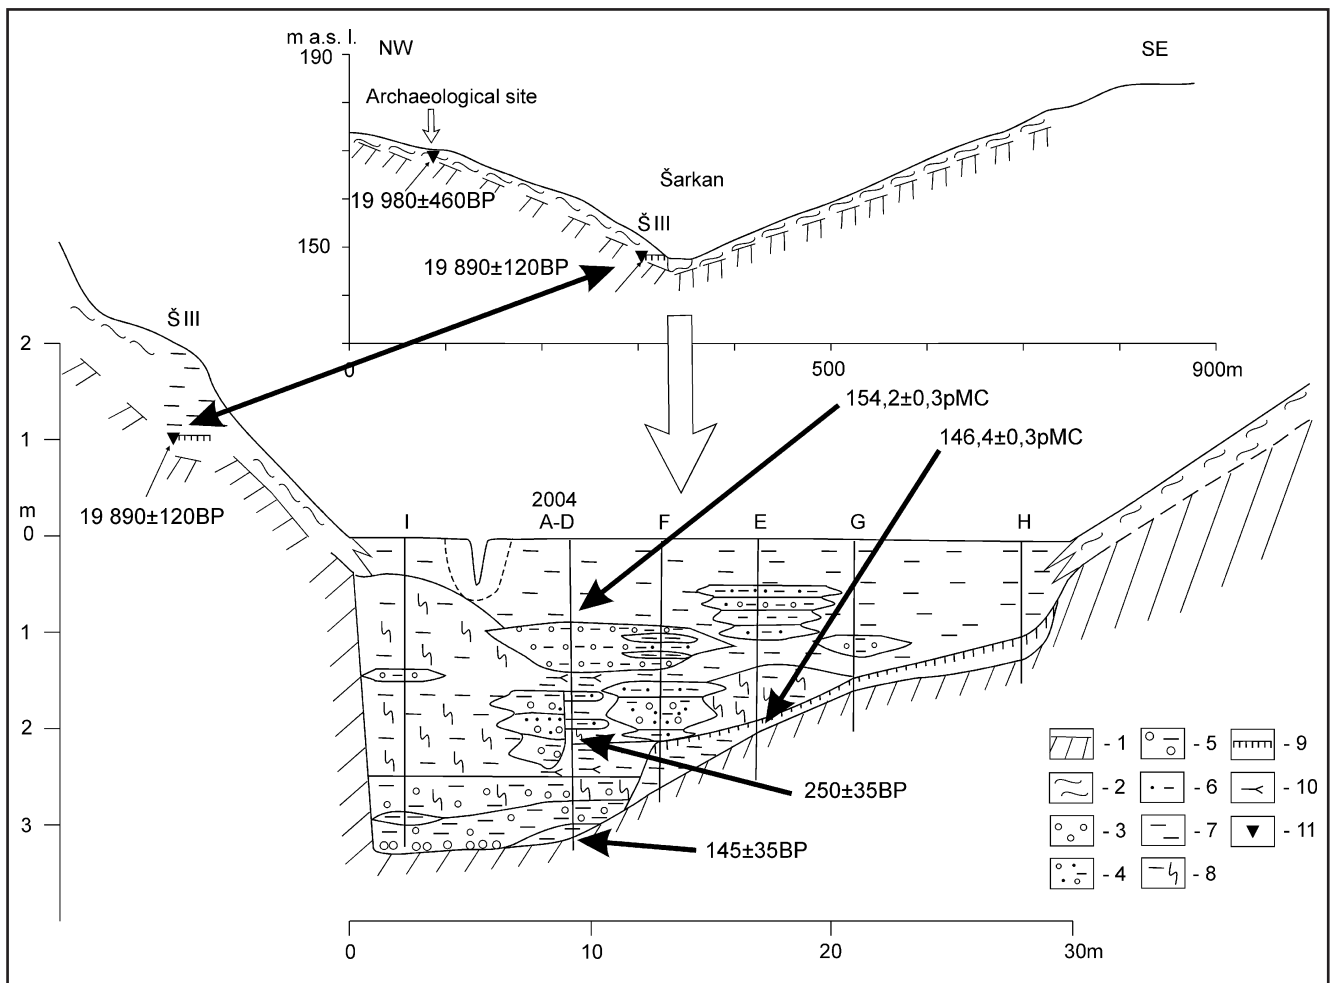 m a.s. l.
190
NW
SE
Archaeological site
19 980±460BP
Šarkan
Š III
150
19 890±120BP
Š III
2
0
500
900m
154,2±0,3pMC
1
146,4±0,3pMC
19 890±120BP
m
0
2004
I
A-D
F
E
G
H
1
2
250±35BP
3
145±35BP
- 1
- 5
- 9
- 2
- 6
- 10
- 3
- 7
- 11
- 4
- 8
0
10
20
30m